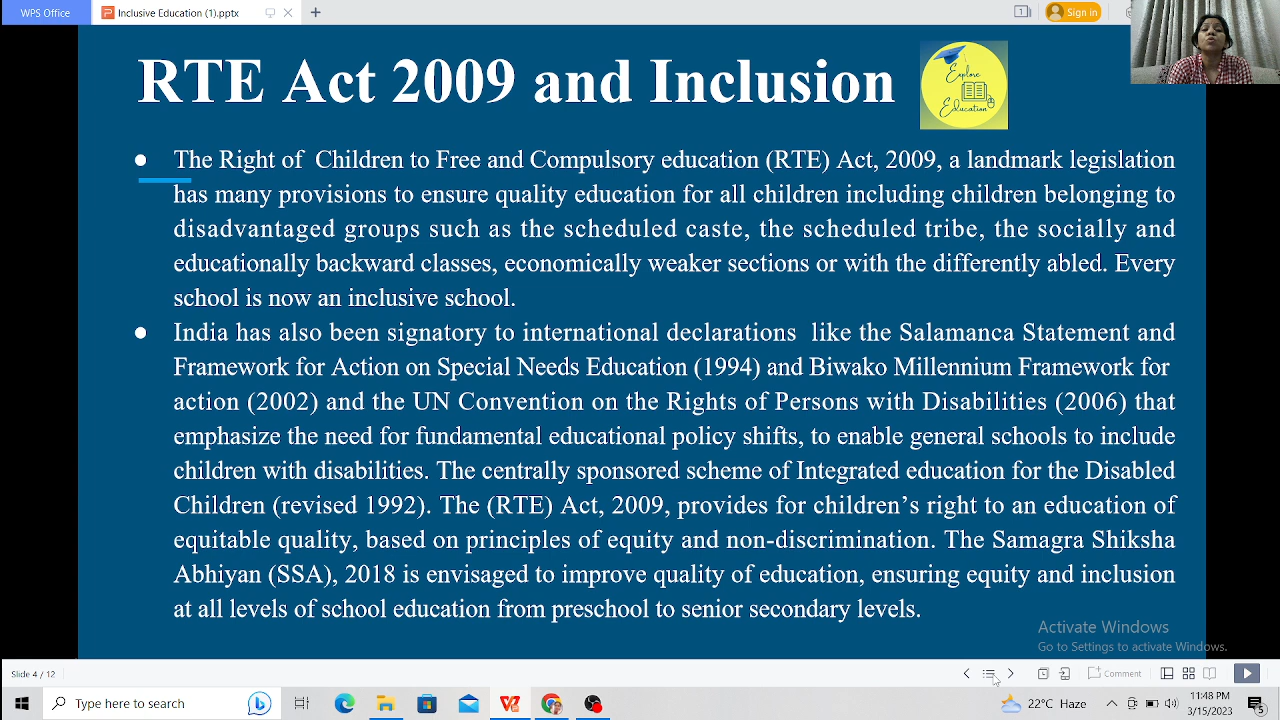 WPS Office
Inclusive Education (1).pptx
1
Sign in
RTE Act 2009 and Inclusion
Explore
Education
The Right of Children to Free and Compulsory education (RTE) Act, 2009, a landmark legislation
has many provisions to ensure quality education for all children including children belonging to
disadvantaged groups such as the scheduled caste, the scheduled tribe, the socially and
educationally backward classes, economically weaker sections or with the differently abled. Every
school is now an inclusive school.
India has also been signatory to international declarations like the Salamanca Statement and
Framework for Action on Special Needs Education (1994) and Biwako Millennium Framework for
action (2002) and the UN Convention on the Rights of Persons with Disabilities (2006) that
emphasize the need for fundamental educational policy shifts, to enable general schools to include
children with disabilities. The centrally sponsored scheme of Integrated education for the Disabled
Children (revised 1992). The (RTE) Act, 2009, provides for children's right to an education of
equitable quality, based on principles of equity and non-discrimination. The Samagra Shiksha
Abhiyan (SSA), 2018 is envisaged to improve quality of education, ensuring equity and inclusion
at all levels of school education from preschool to senior secondary levels.
Activate Windows
Go to Settings to activate Windows.
Slide 4 / 12
Comment
Type here to search
22°C Haze
11:48 PM
3/15/2023
5